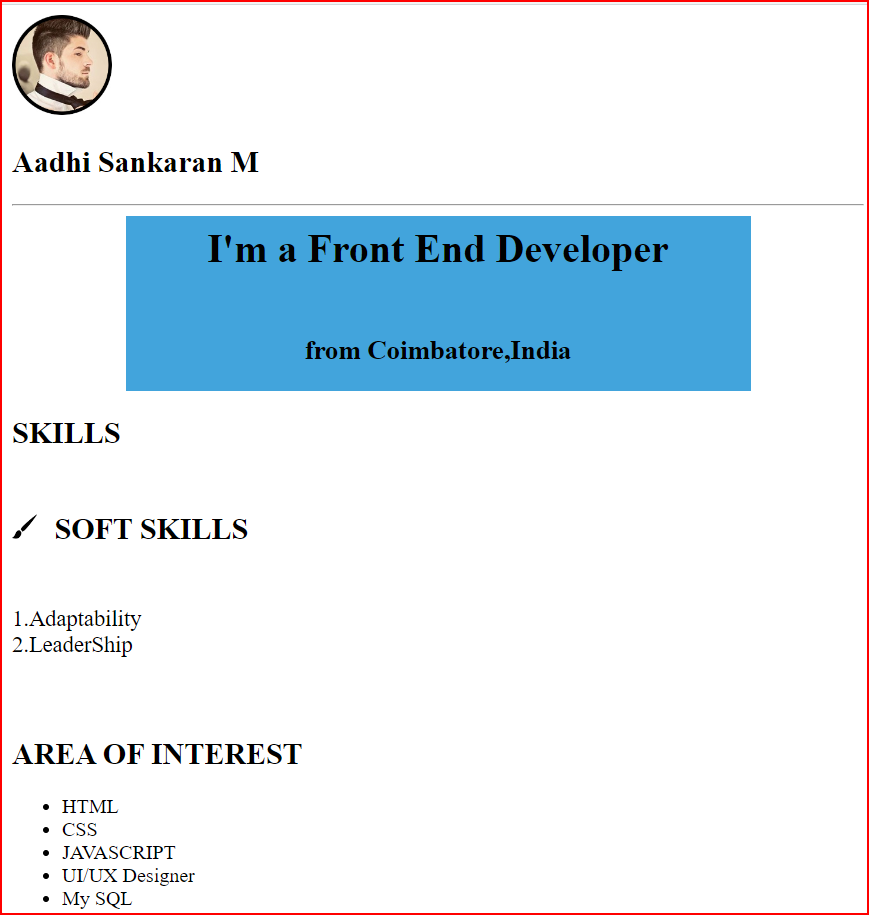 Aadhi Sankaran M
I'm a Front End Developer
from Coimbatore,India
SKILLS
SOFT SKILLS
1.Adaptability
2.LeaderShip
AREA OF INTEREST
HTML
CSS
JAVASCRIPT
UI/UX Designer
My SQL